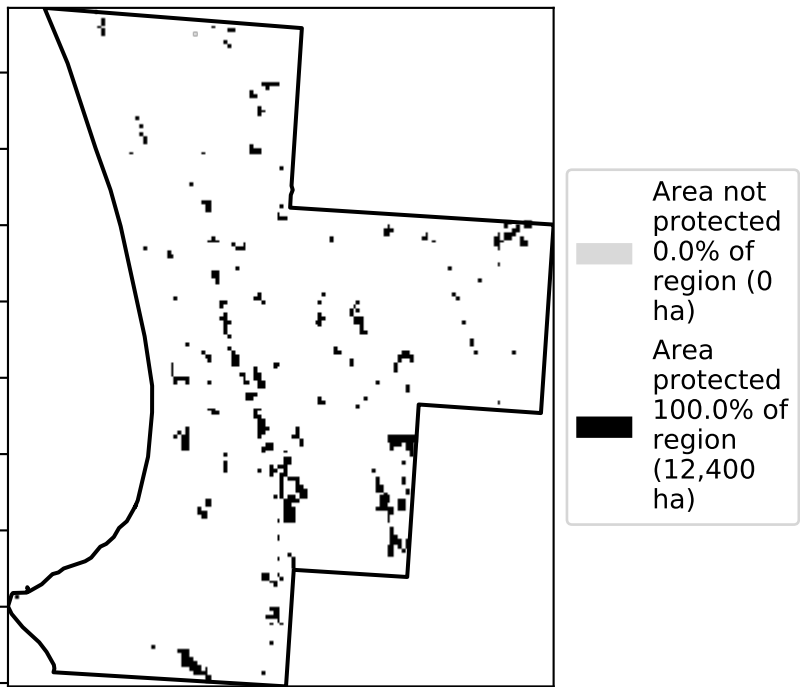 Area not
protected
0.0% of
region (0
ha)
Area
protected
100.0% of
region
(12,400
ha)